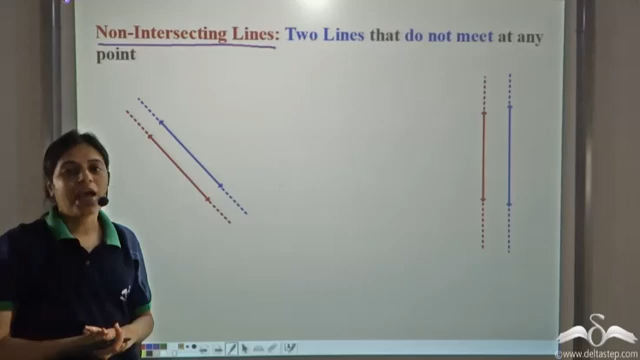 Non-Intersecting Lines: Two Lines that do not meet at any
point
©www.deltastep.com